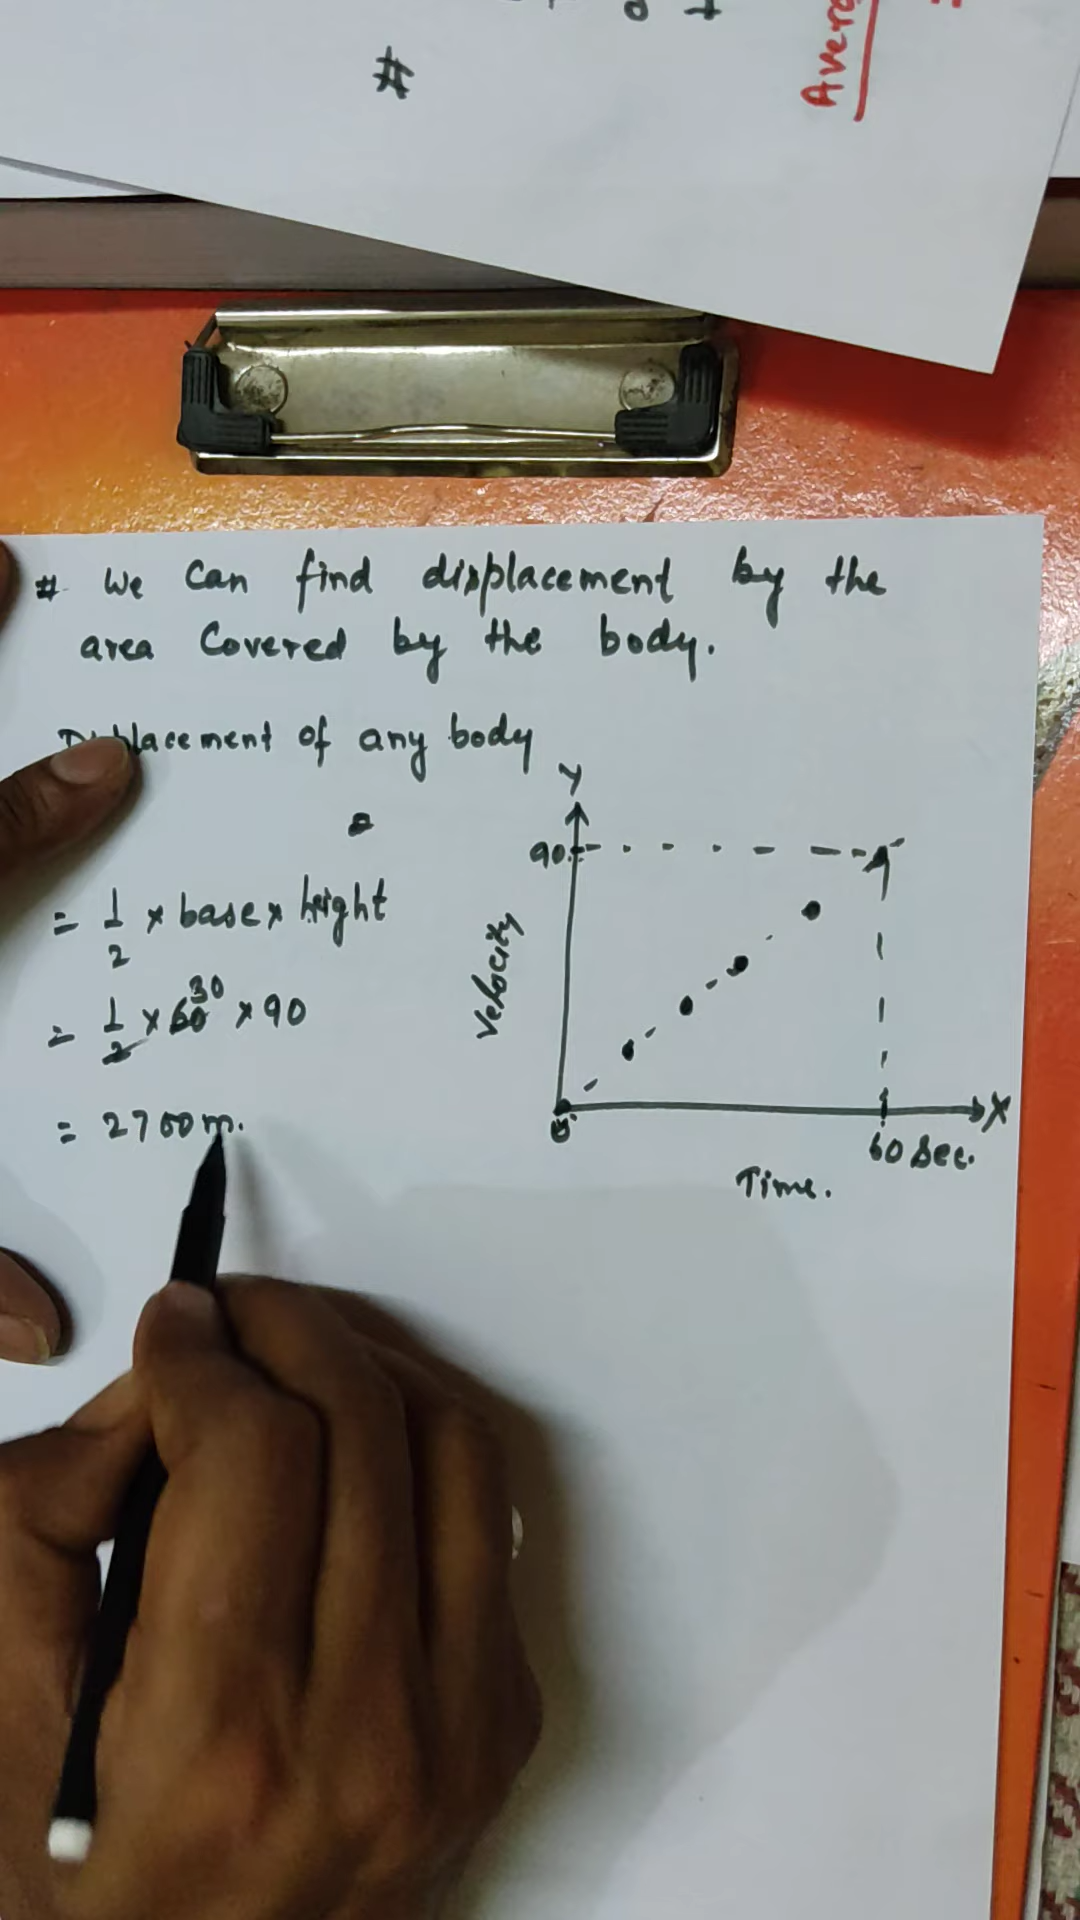 #
# We can find displacement by the
area covered by the body.
Displacement of any body
=
= 1/2 × base × height
= 1/2 × 60 30 × 90
= 2700 m.
Y
90
Velocity
0
X
60 sec.
Time.